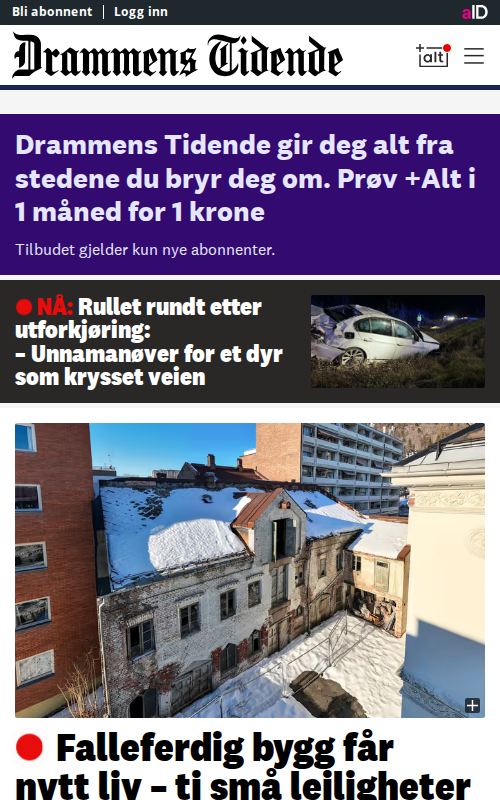 Bli abonnent | Logg inn
aID
Drammens Tidende
+alt
Drammens Tidende gir deg alt fra
stedene du bryr deg om. Prøv +Alt i
1 måned for 1 krone
Tilbudet gjelder kun nye abonnenter.
NÅ: Rullet rundt etter
utforkjøring:
– Unnamanøver for et dyr
som krysset veien
Falleferdig bygg får
nytt liv – ti små leiligheter